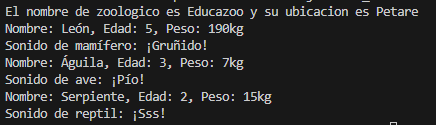 El nombre de zoologico es Educazoo y su ubicacion es Petare
Nombre: León, Edad: 5, Peso: 190kg
Sonido de mamífero: ¡Gruñido!
Nombre: Águila, Edad: 3, Peso: 7kg
Sonido de ave: ¡Pío!
Nombre: Serpiente, Edad: 2, Peso: 15kg
Sonido de reptil: ¡Sss!